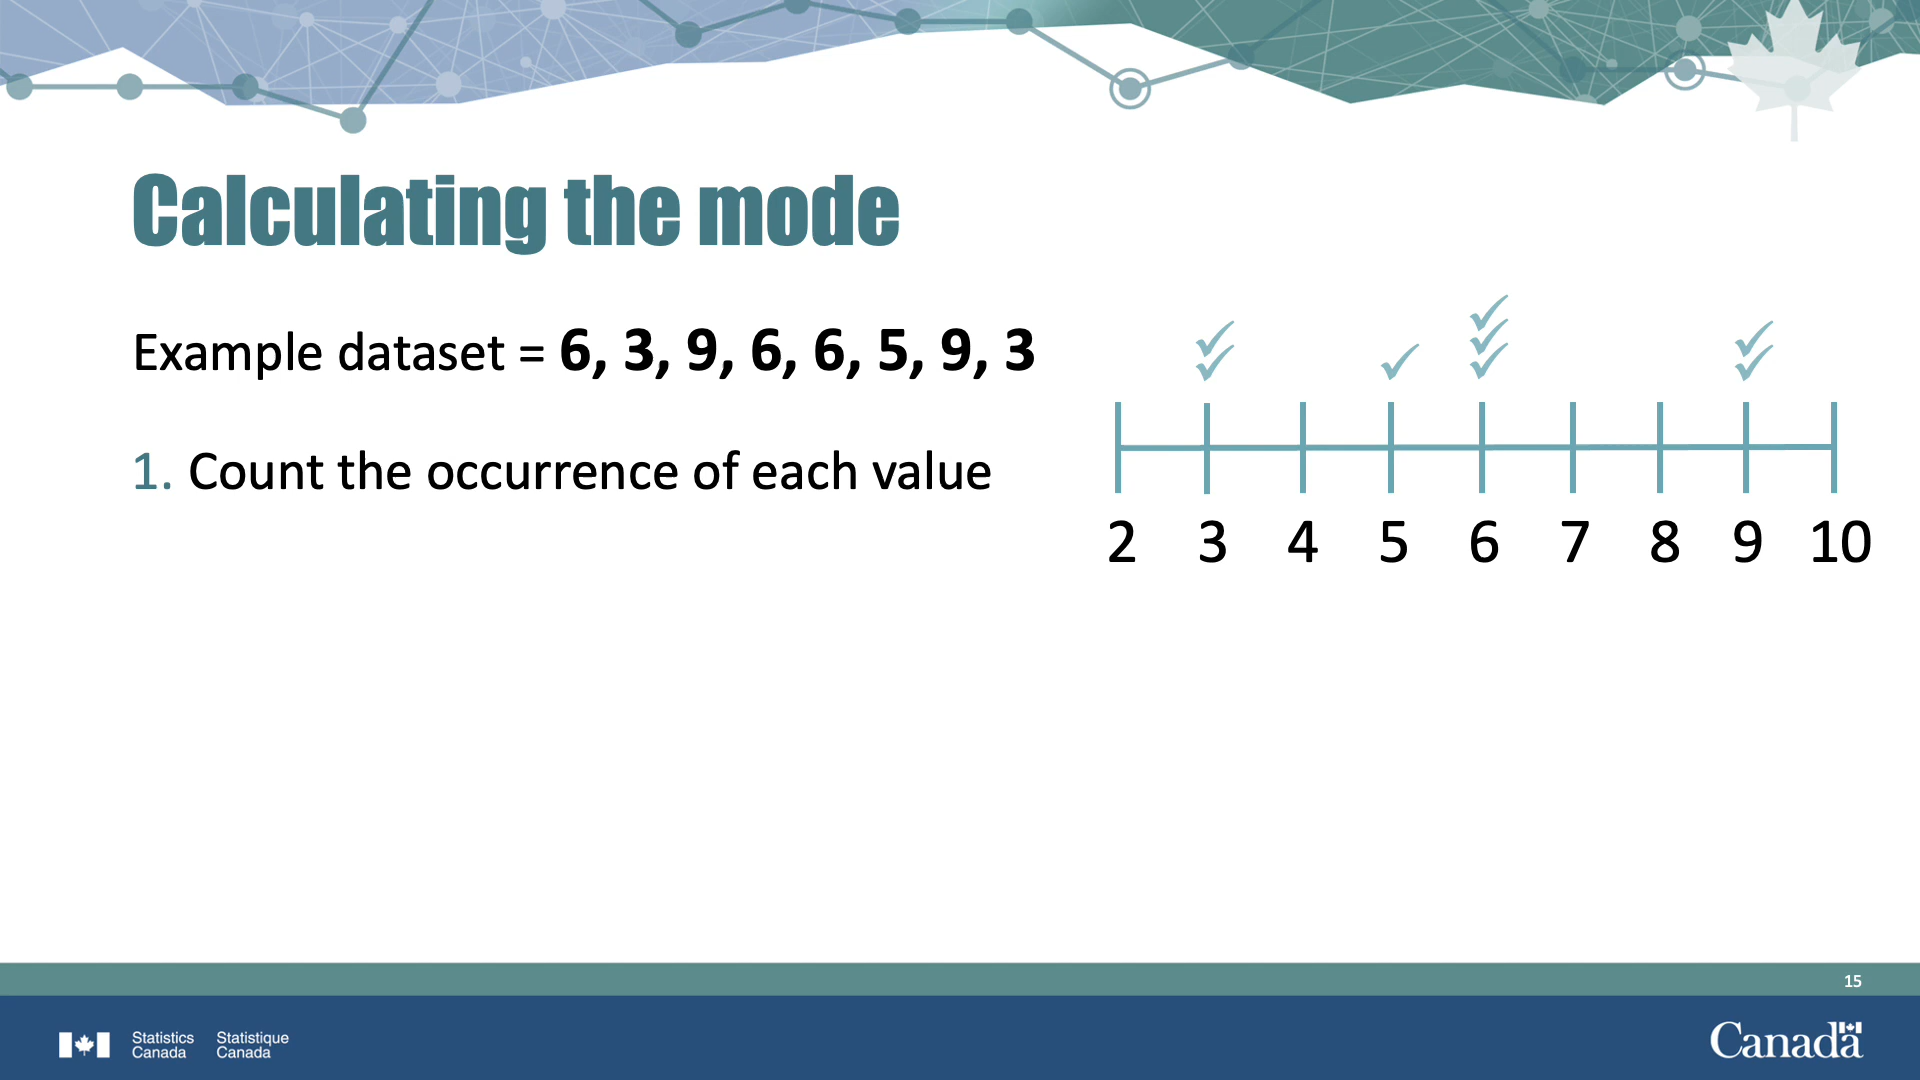 Calculating the mode
Example dataset = 6, 3, 9, 6, 6, 5, 9, 3
1. Count the occurrence of each value
2 3 4 5 6 7 8 9 10
15
Statistics Canada
Statistique Canada
Canada